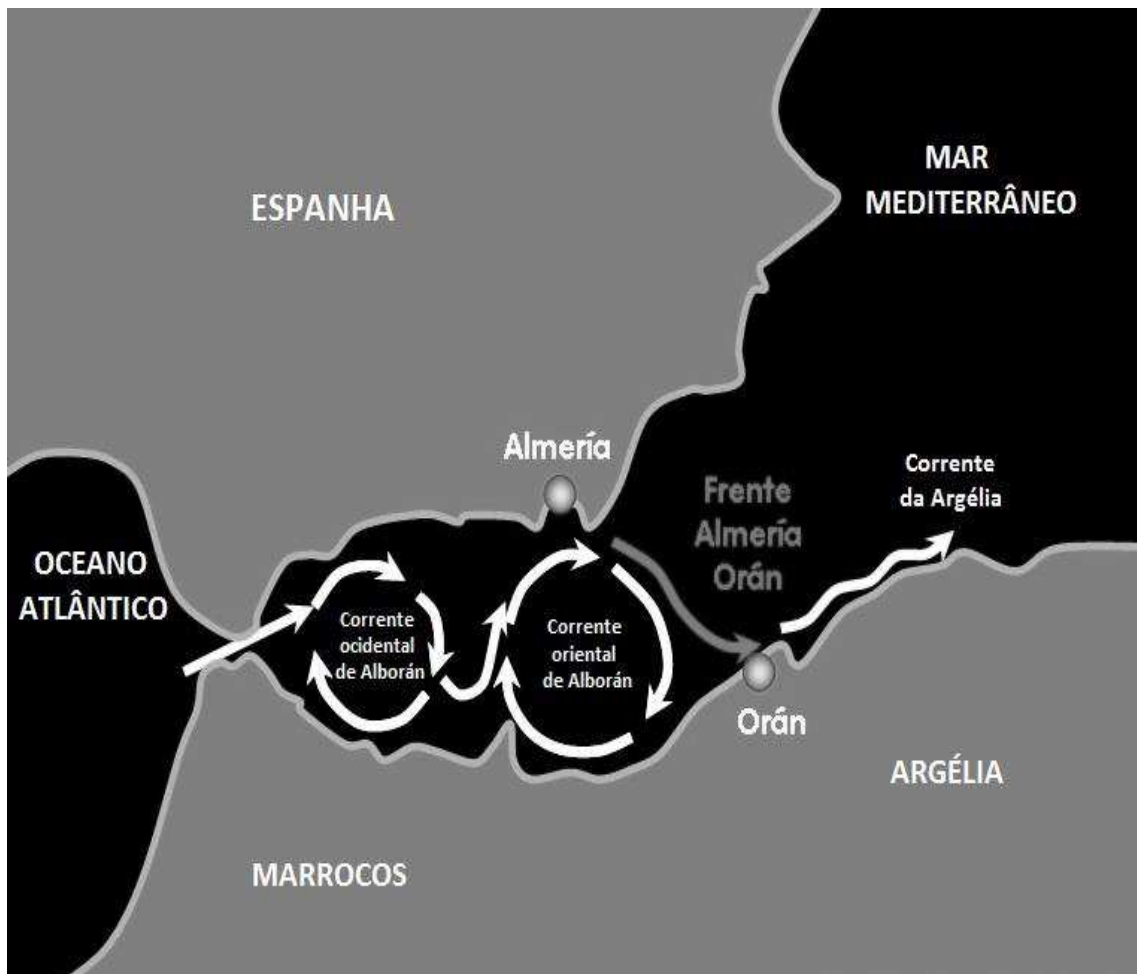 MAR
MEDITERRÂNEO
ESPANHA
Almería
Corrente
da Argélia
Frente
Almería
Orán
OCEANO
ATLÂNTICO
Corrente
ocidental
de Alborán
Corrente
oriental
de Alborán
Orán
ARGÉLIA
MARROCOS